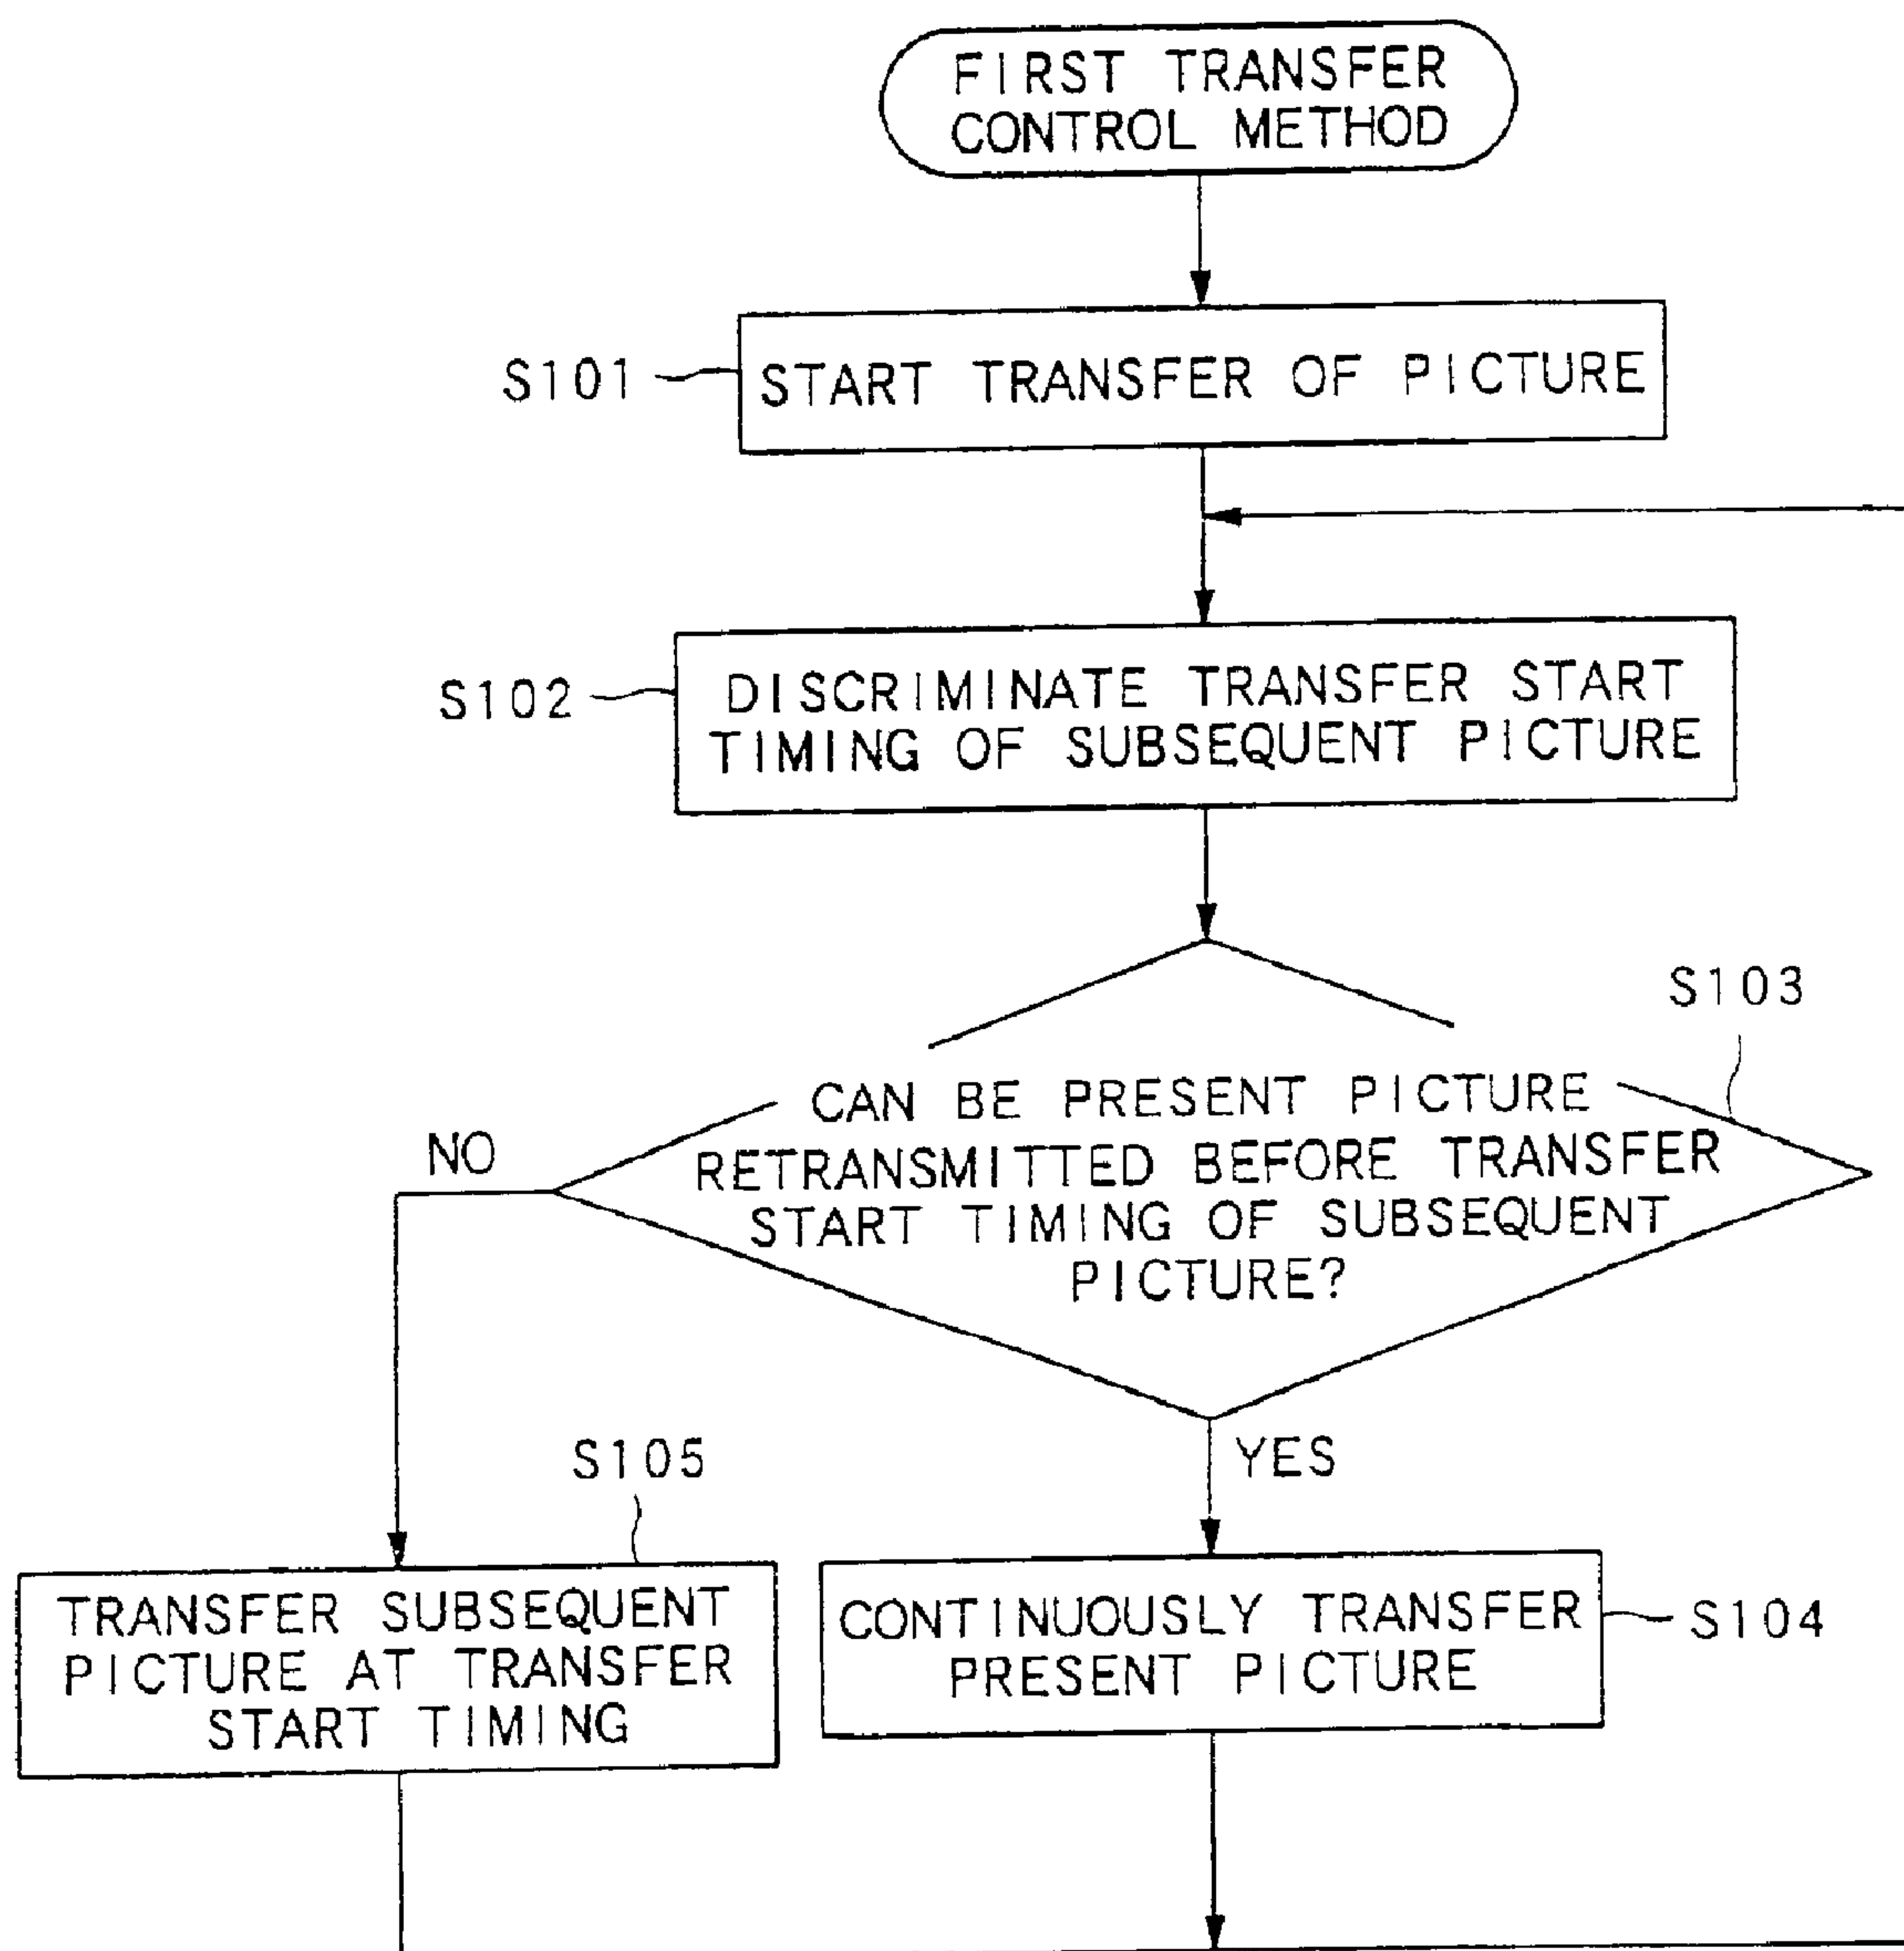 FIRST TRANSFER
CONTROL METHOD
S101
START TRANSFER OF PICTURE
S102
DISCRIMINATE TRANSFER START
TIMING OF SUBSEQUENT PICTURE
S103
CAN BE PRESENT PICTURE
RETRANSMITTED BEFORE TRANSFER
START TIMING OF SUBSEQUENT
PICTURE?
NO
YES
S105
TRANSFER SUBSEQUENT
PICTURE AT TRANSFER
START TIMING
CONTINUOUSLY TRANSFER
PRESENT PICTURE
S104